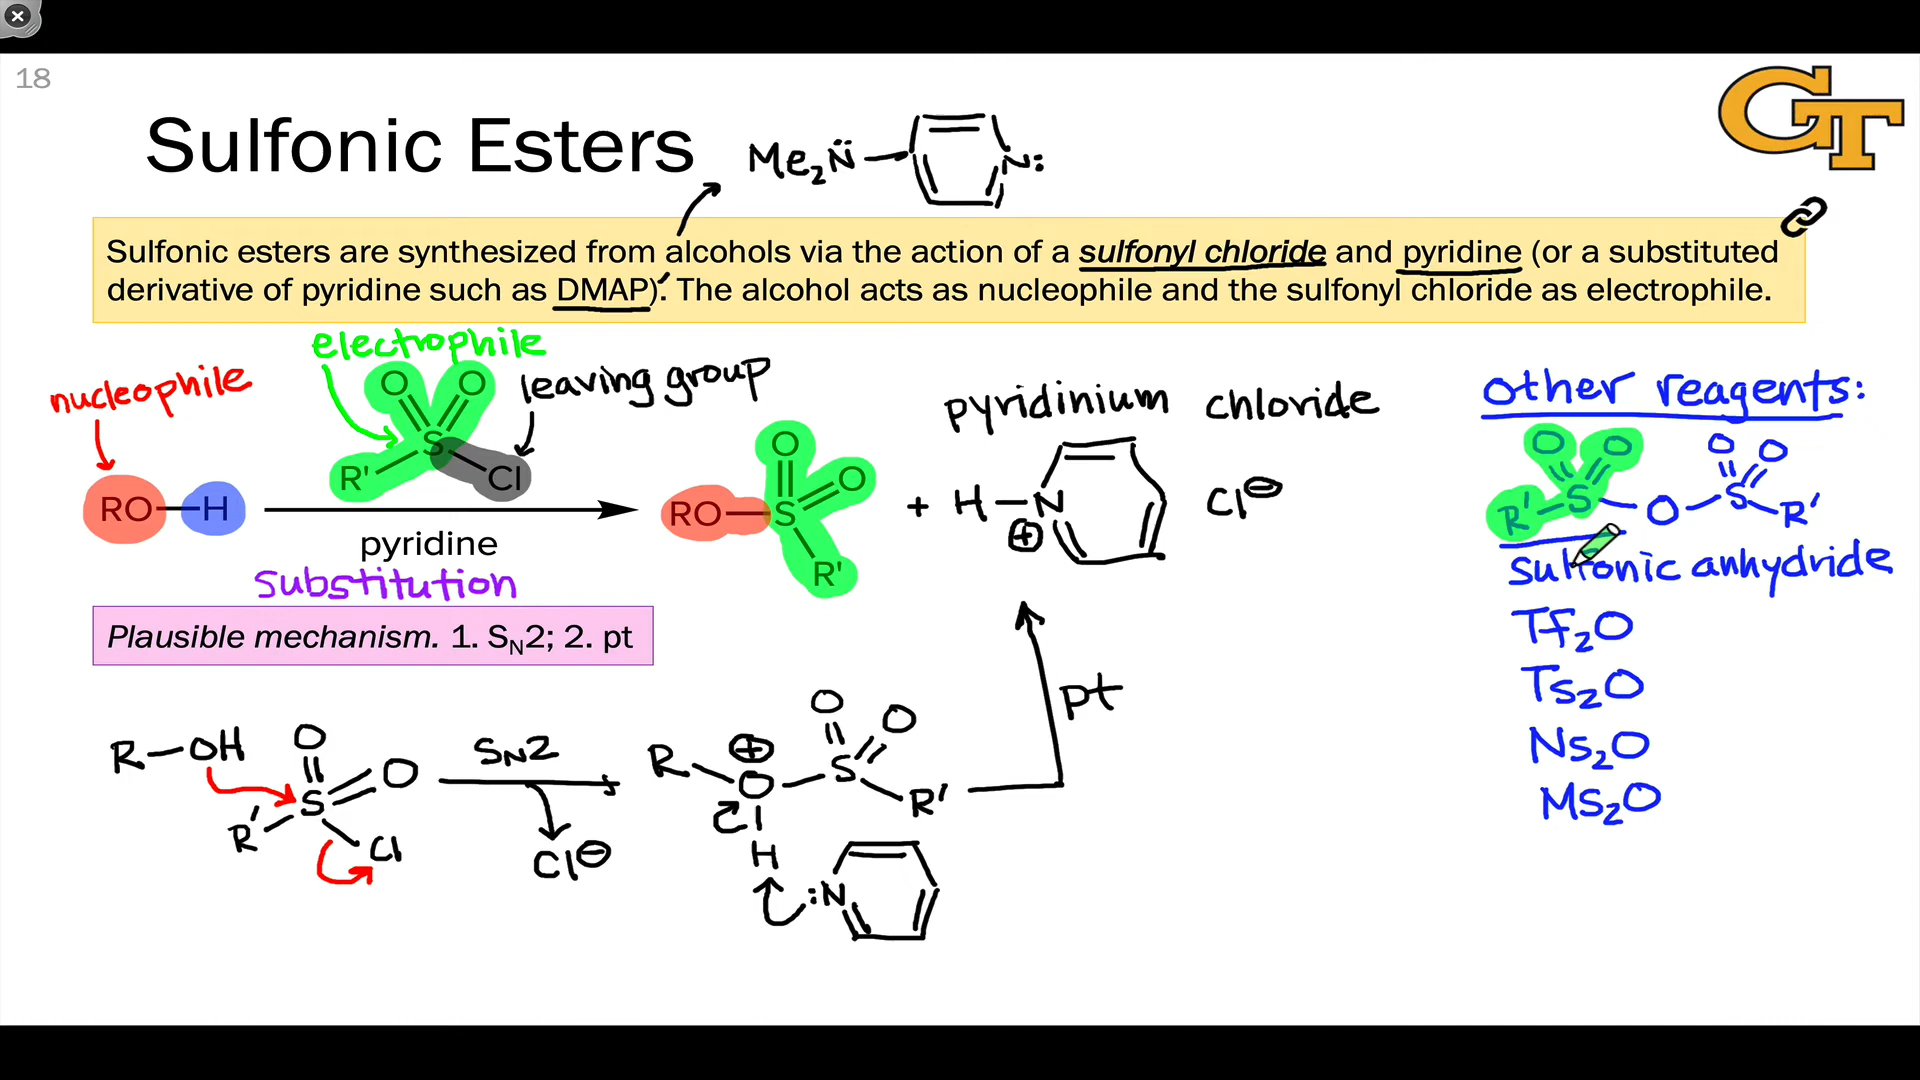 18
GT
Sulfonic Esters
Me₂N̈ N:
Sulfonic esters are synthesized from alcohols via the action of a sulfonyl chloride and pyridine (or a substituted
derivative of pyridine such as DMAP). The alcohol acts as nucleophile and the sulfonyl chloride as electrophile.
nucleophile
electrophile
leaving group
RO—H
O O
S
R' Cl
pyridine
substitution
O
O
RO—S
R'
+
pyridinium chloride
H—N
⊕
Cl⊖
other reagents:
O O O O
R' S O S R'
sulfonic anhydride
Tf₂O
Ts₂O
Ns₂O
Ms₂O
Plausible mechanism. 1. SN2; 2. pt
R—OH
O
S O
R' Cl
SN2
Cl⊖
R ⊕ O S R'
O O
H
:N
pt